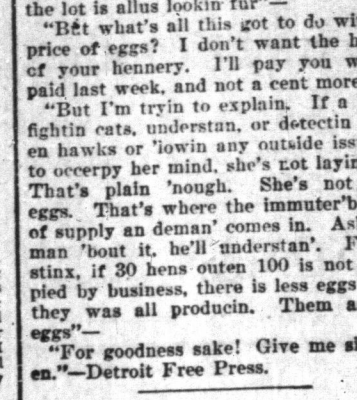 the lot is allus lookin' fur"—
"But what's all this got to do wi
price of eggs? I don't want the h
of your hennery. I'll pay you w
paid last week, and not a cent more
"But I'm tryin to explain. If a
fightin cats, understan, or detectin
en hawks or 'lowin any outside iss
to occerpy her mind, she's not layin
That's plain 'nough. She's not
eggs. That's where the immuter'b
of supply an deman' comes in. As
man 'bout it, he'll understan'. F
stinx, if 30 hens outen 100 is not
pied by business, there is less eggs
they was all producin. Them a
eggs"—
"For goodness sake! Give me si
en."—Detroit Free Press.